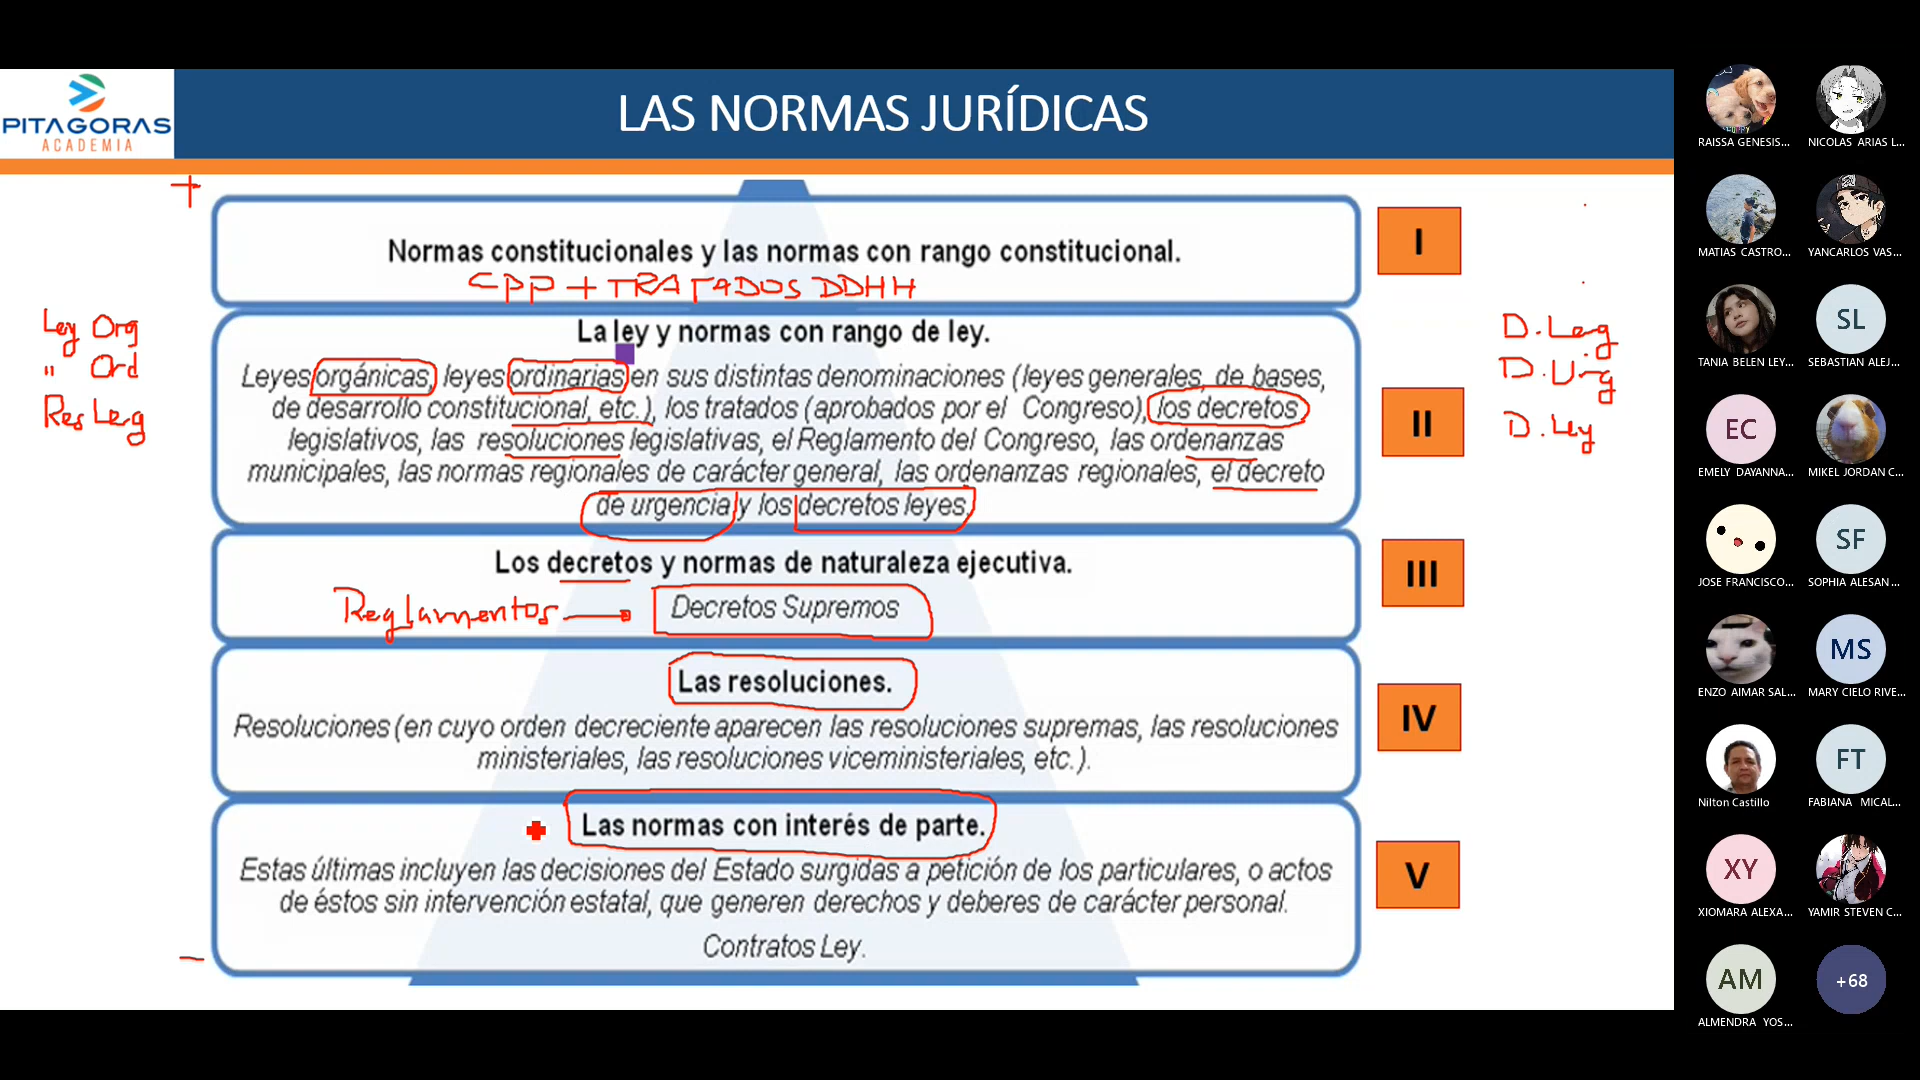 PITAGORAS
ACADEMIA
LAS NORMAS JURÍDICAS
+
Normas constitucionales y las normas con rango constitucional.
CPP + TRATADOS DDHH
I
La ley y normas con rango de ley.
Leyes orgánicas, leyes ordinarias en sus distintas denominaciones (leyes generales, de bases,
de desarrollo constitucional, etc.), los tratados (aprobados por el Congreso), los decretos
legislativos, las resoluciones legislativas, el Reglamento del Congreso, las ordenanzas
municipales, las normas regionales de carácter general, las ordenanzas regionales, el decreto
de urgencia y los decretos leyes.
II
Ley Org
" Ord
Res Leg
D. Leg
D. Urg
D. Ley
Los decretos y normas de naturaleza ejecutiva.
Reglamentos → Decretos Supremos
III
Las resoluciones.
Resoluciones (en cuyo orden decreciente aparecen las resoluciones supremas, las resoluciones
ministeriales, las resoluciones viceministeriales, etc.).
IV
Las normas con interés de parte.
Estas últimas incluyen las decisiones del Estado surgidas a petición de los particulares, o actos
de éstos sin intervención estatal, que generen derechos y deberes de carácter personal.
Contratos Ley.
V
–
RAISSA GENESIS...
NICOLAS ARIAS L...
MATIAS CASTRO...
YANCARLOS VAS...
TANIA BELEN LEY...
SL
SEBASTIAN ALEJ...
EC
EMELY DAYANNA...
MIKEL JORDAN C...
JOSE FRANCISCO...
SF
SOPHIA ALESAN...
ENZO AIMAR SAL...
MS
MARY CIELO RIVE...
Nilton Castillo
FT
FABIANA MICAL...
XY
XIOMARA ALEXA...
YAMIR STEVEN C...
AM
ALMENDRA YOS...
+68